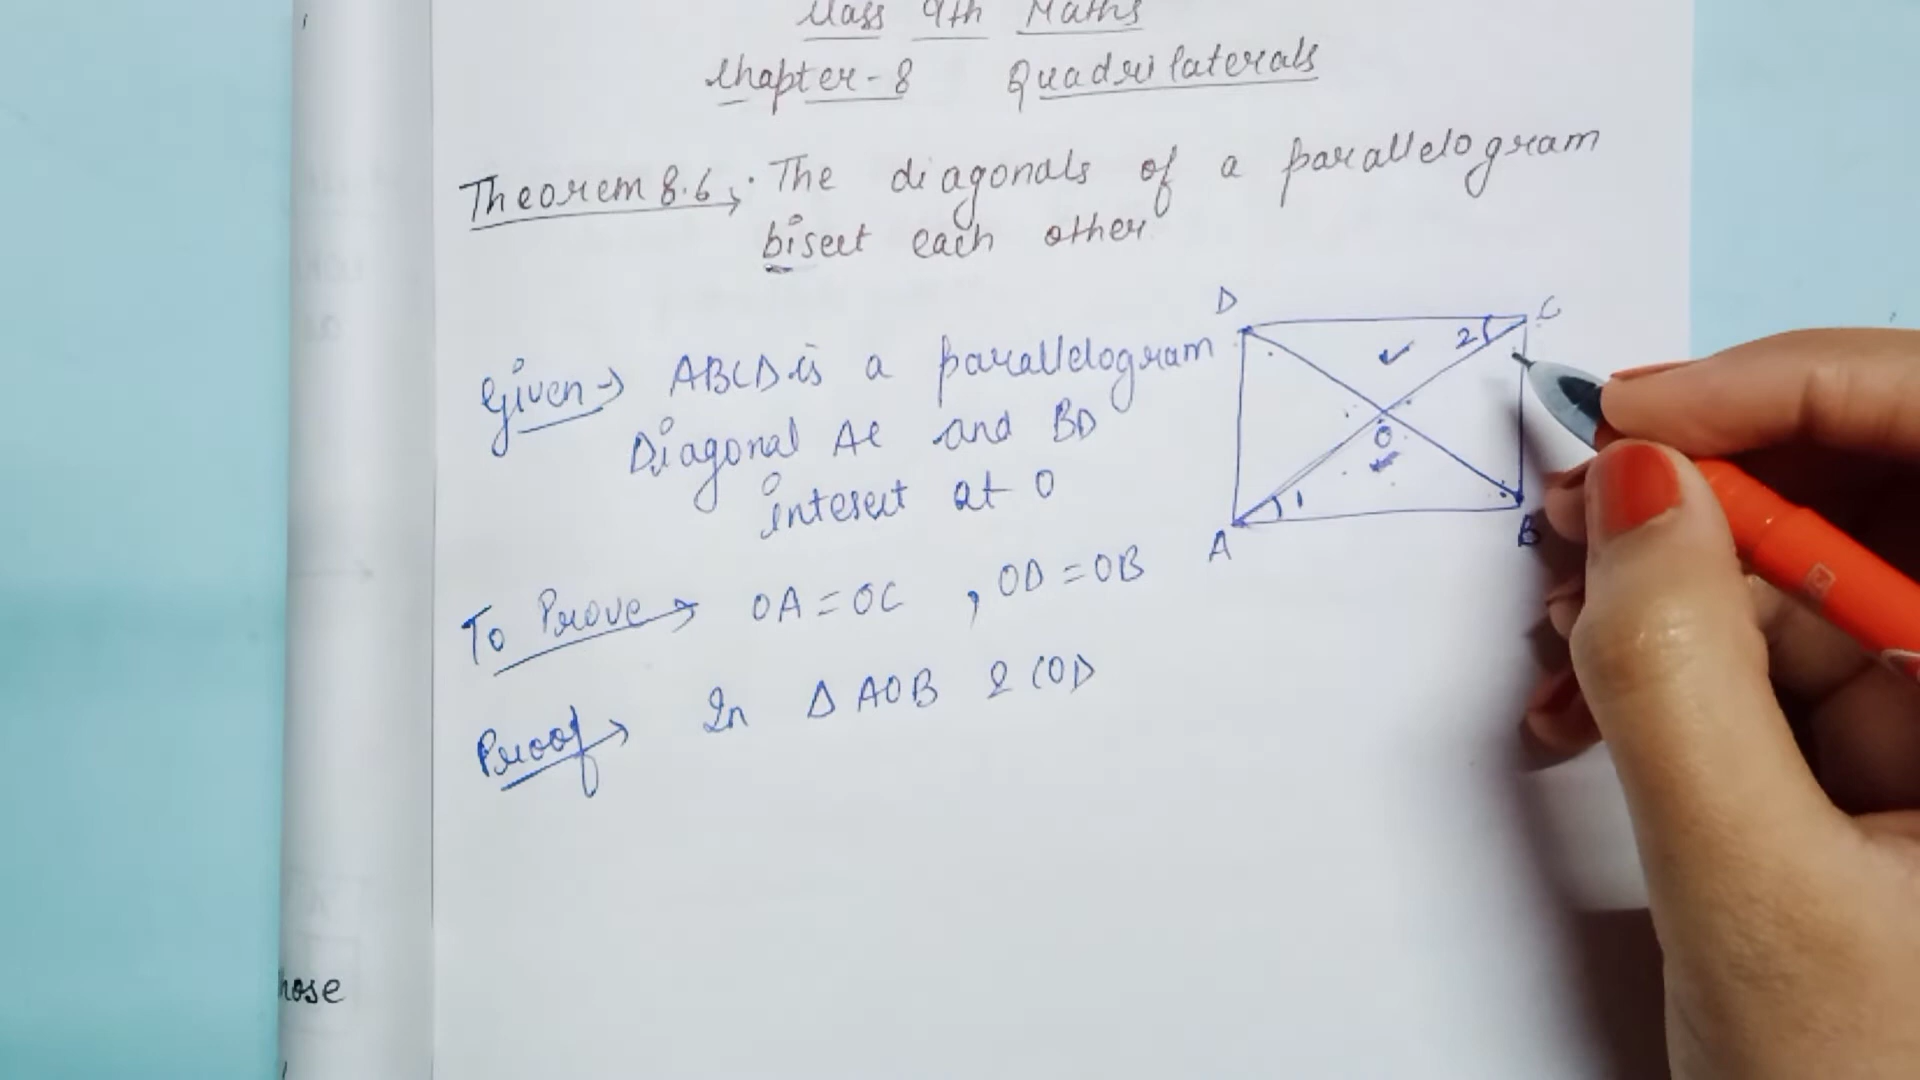 Class 9th Maths
Chapter-8 Quadrilaterals
Theorem 8.6 → The diagonals of a parallelogram
bisect each other
D
C
2
Given → ABCD is a parallelogram
Diagonal AC and BD
intesect at O
O
1
A
B
To Prove → OA = OC , OD = OB
Proof → In Δ AOB & COD
hose